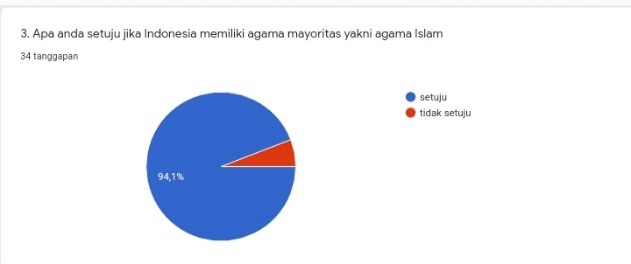 3. Apa anda setuju jika Indonesia memiliki agama mayoritas yakni agama Islam
34 tanggapan
setuju
tidak setuju
94,1%